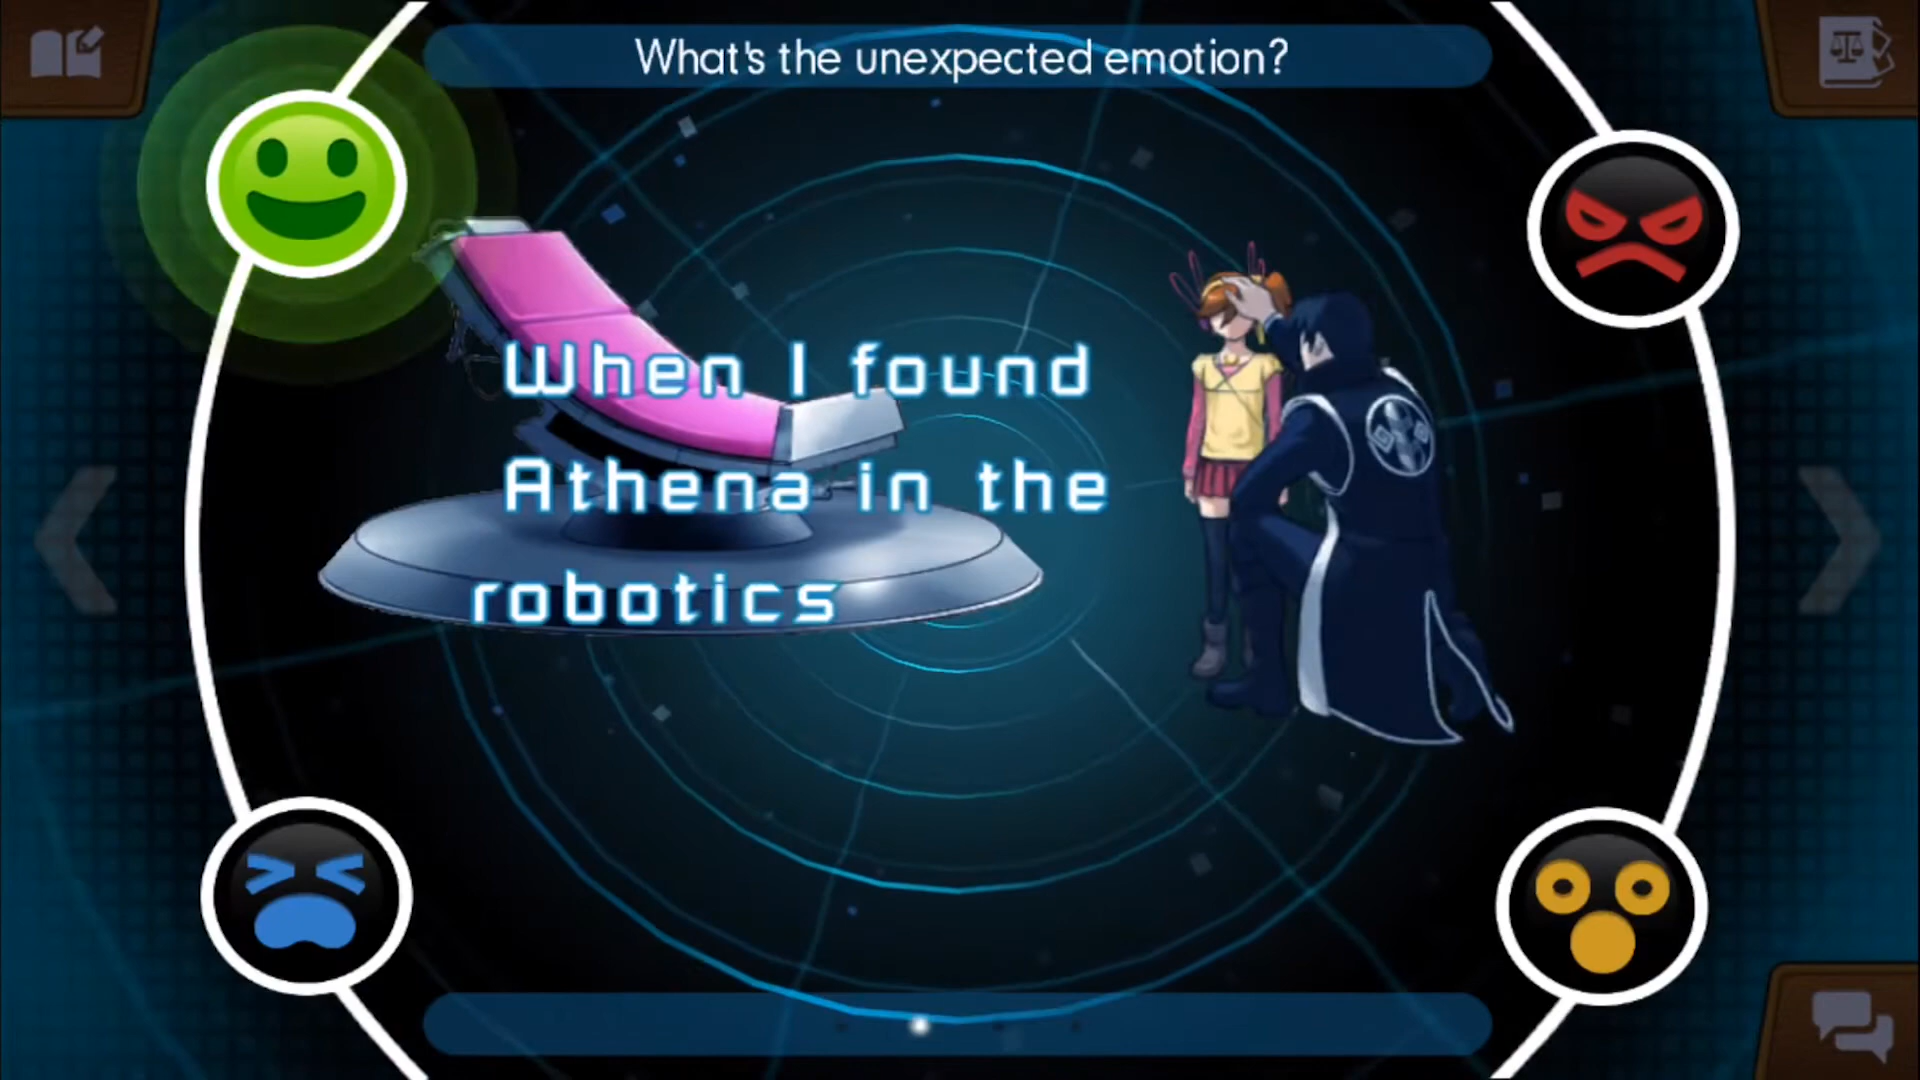 What's the unexpected emotion?
When I found
Athena in the
robotics